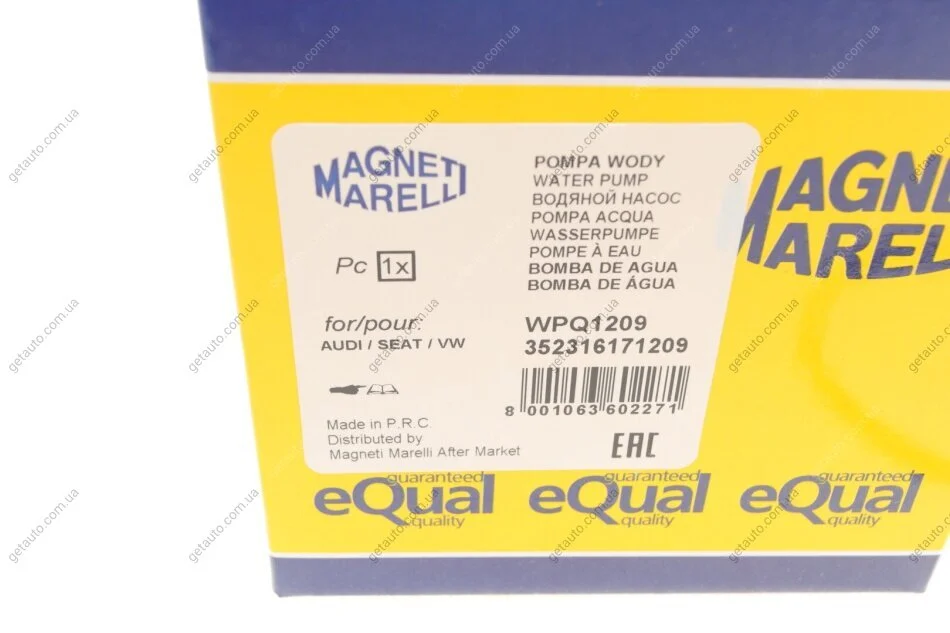 MAGNETI
MARELLI
POMPA WODY
WATER PUMP
ВОДЯНОЙ НАСОС
POMPA ACQUA
WASSERPUMPE
POMPE À EAU
BOMBA DE AGUA
BOMBA DE ÁGUA
Pc 1x
for/pour:
AUDI / SEAT / VW
WPQ1209
352316171209
8 001063 602271
Made in P.R.C.
Distributed by
Magneti Marelli After Market
EAC
MAGNE
MARELL
guaranteed
eQual
quality
guaranteed
eQual
quality
guaranteed
eQual
quality
getauto.com.ua